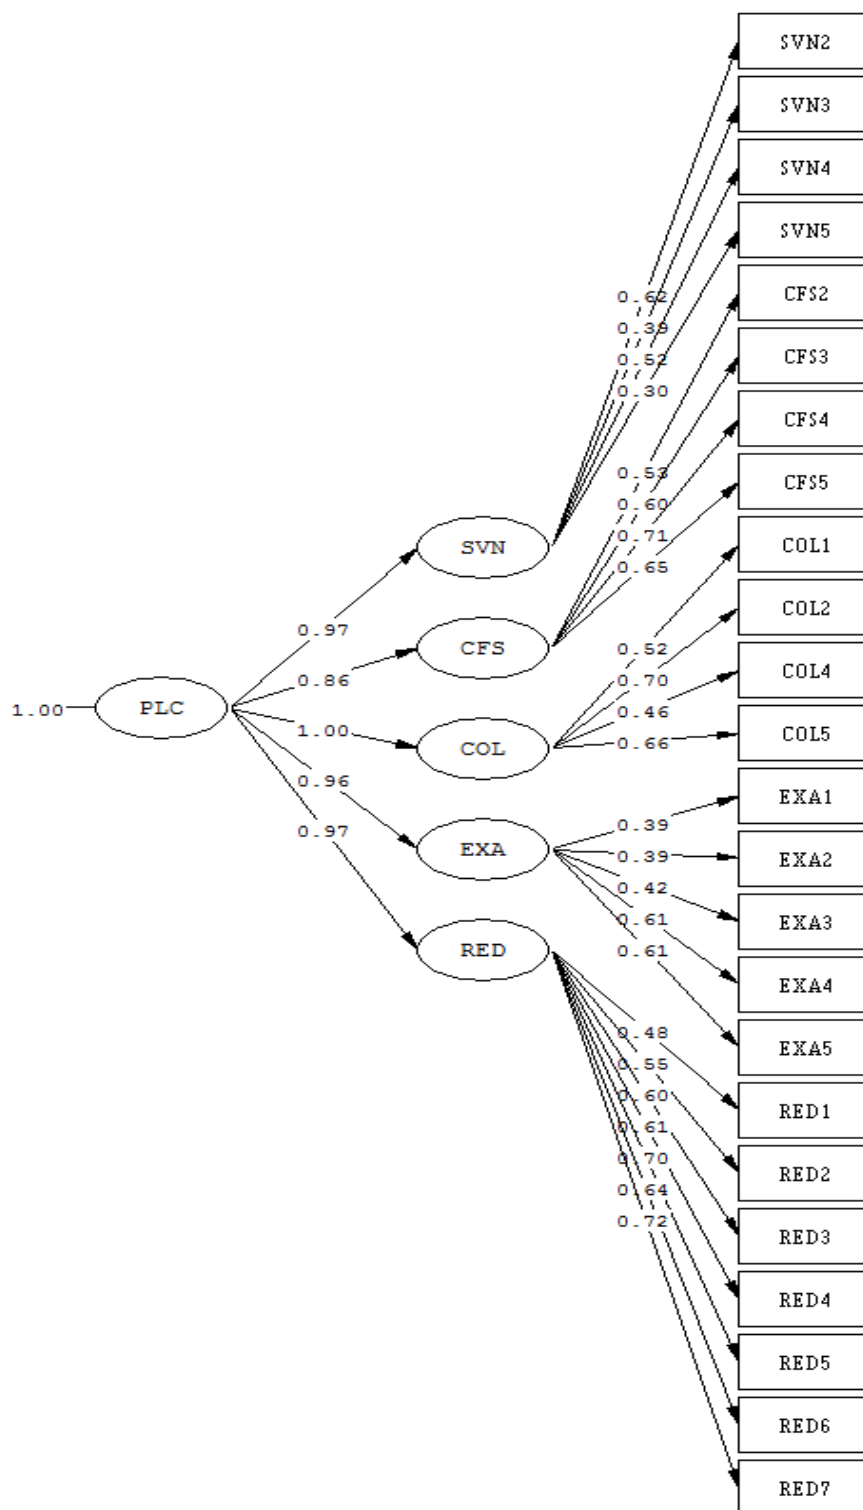 SVN2
SVN3
SVN4
SVN5
CFS2
CFS3
CFS4
CFS5
COL1
COL2
COL4
COL5
EXA1
EXA2
EXA3
EXA4
EXA5
RED1
RED2
RED3
RED4
RED5
RED6
RED7
0.62
0.39
0.52
0.30
0.53
0.60
0.71
0.65
0.52
0.70
0.46
0.66
0.39
0.39
0.42
0.61
0.61
0.48
0.55
0.60
0.61
0.70
0.64
0.72
SVN
CFS
COL
EXA
RED
0.97
0.86
1.00
0.96
0.97
1.00
PLC